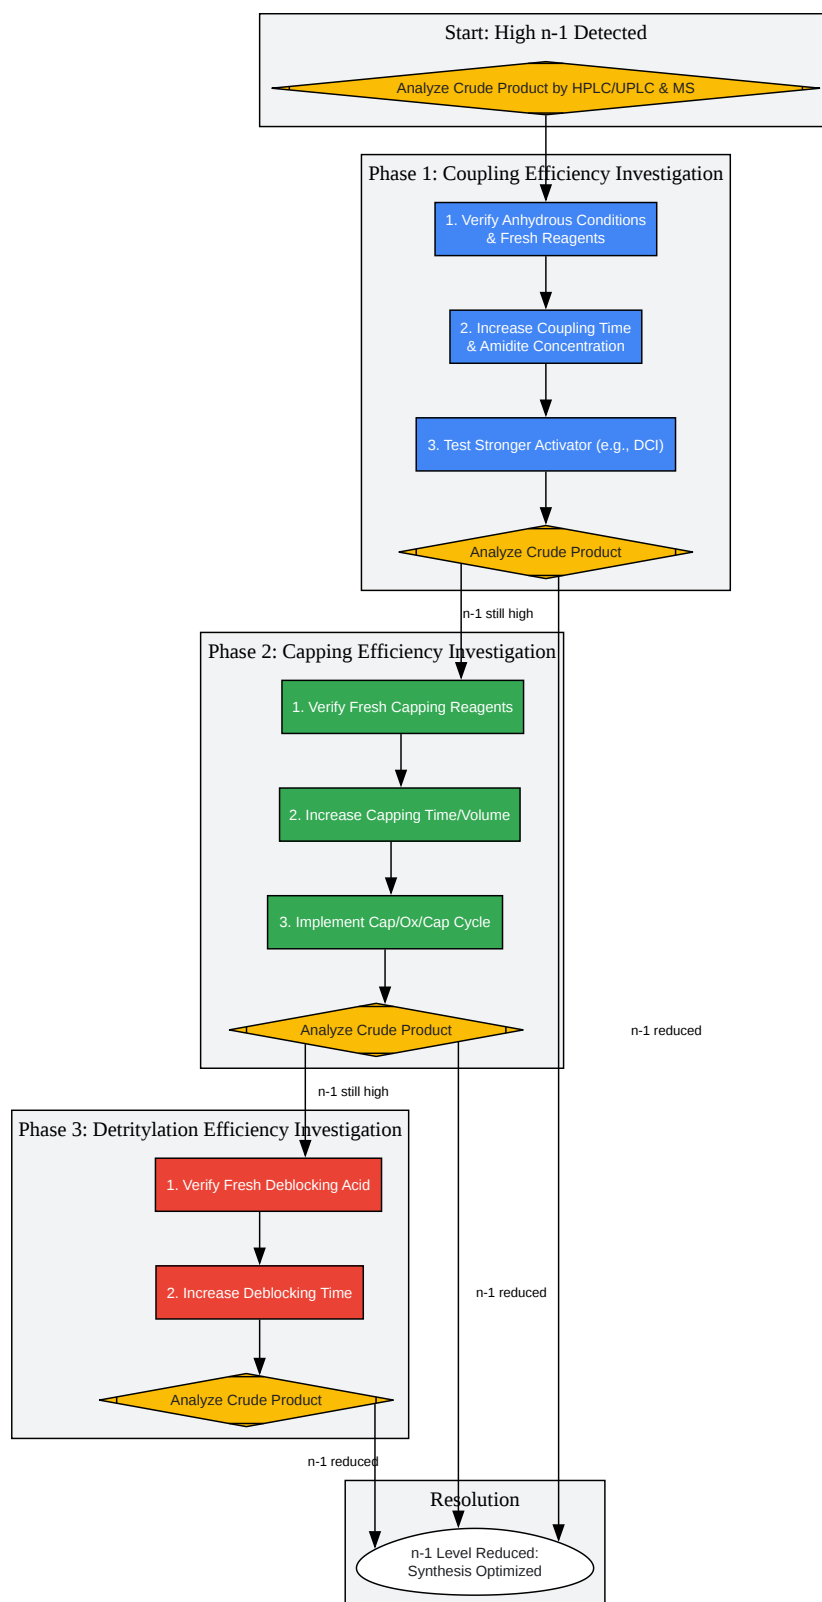 Start: High n-1 Detected
Analyze Crude Product by HPLC/UPLC & MS
Phase 1: Coupling Efficiency Investigation
1. Verify Anhydrous Conditions
& Fresh Reagents
2. Increase Coupling Time
& Amidite Concentration
3. Test Stronger Activator (e.g., DCI)
Analyze Crude Product
n-1 still high
Phase 2: Capping Efficiency Investigation
1. Verify Fresh Capping Reagents
2. Increase Capping Time/Volume
3. Implement Cap/Ox/Cap Cycle
Analyze Crude Product
n-1 reduced
n-1 still high
Phase 3: Detritylation Efficiency Investigation
1. Verify Fresh Deblocking Acid
2. Increase Deblocking Time
n-1 reduced
Analyze Crude Product
n-1 reduced
Resolution
n-1 Level Reduced:
Synthesis Optimized